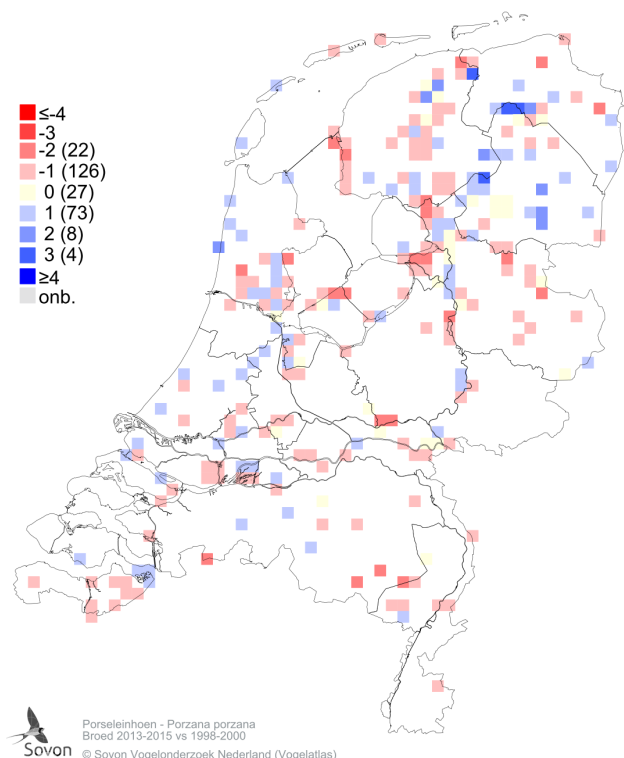 ≤-4
-3
-2 (22)
-1 (126)
0 (27)
1 (73)
2 (8)
3 (4)
≥4
onb.
Porseleinhoen - Porzana porzana
Broed 2013-2015 vs 1998-2000
Sovon
© Sovon Vogelonderzoek Nederland (Vogelatlas)